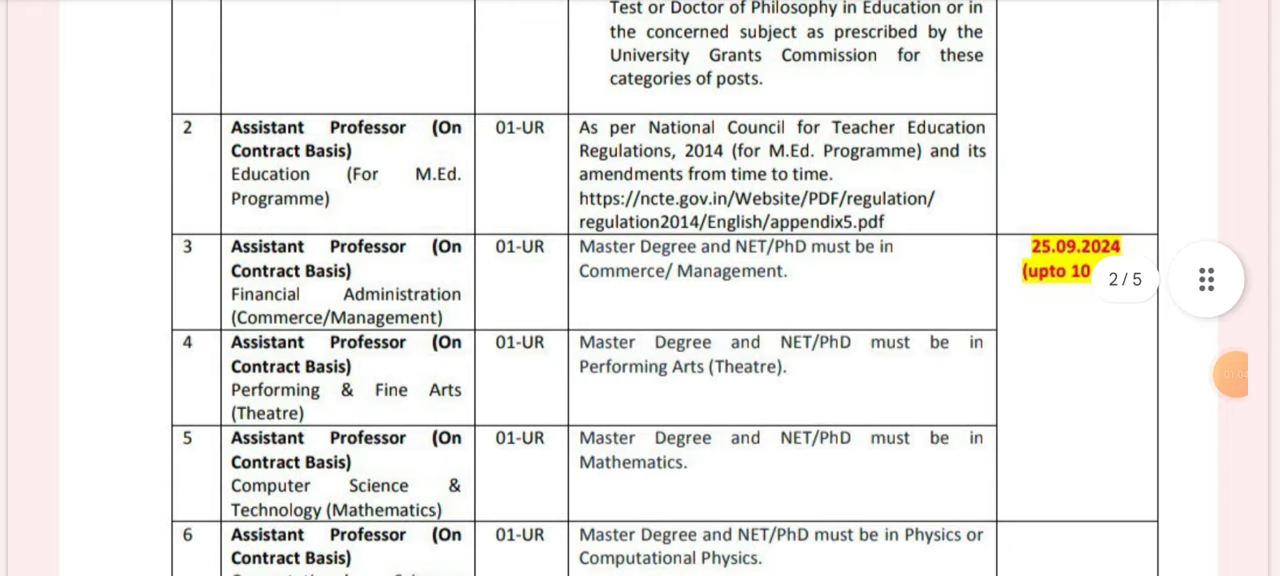 Test or Doctor of Philosophy in Education or in
the concerned subject as prescribed by the
University Grants Commission for these
categories of posts.
2
Assistant Professor (On
Contract Basis)
Education (For M.Ed.
Programme)
01-UR
As per National Council for Teacher Education
Regulations, 2014 (for M.Ed. Programme) and its
amendments from time to time.
https://ncte.gov.in/Website/PDF/regulation/
regulation2014/English/appendix5.pdf
3
Assistant Professor (On
Contract Basis)
Financial Administration
(Commerce/Management)
01-UR
Master Degree and NET/PhD must be in
Commerce/ Management.
25.09.2024
(upto 10
2/5
4
Assistant Professor (On
Contract Basis)
Performing & Fine Arts
(Theatre)
01-UR
Master Degree and NET/PhD must be in
Performing Arts (Theatre).
01:04
5
Assistant Professor (On
Contract Basis)
Computer Science &
Technology (Mathematics)
01-UR
Master Degree and NET/PhD must be in
Mathematics.
6
Assistant Professor (On
Contract Basis)
01-UR
Master Degree and NET/PhD must be in Physics or
Computational Physics.